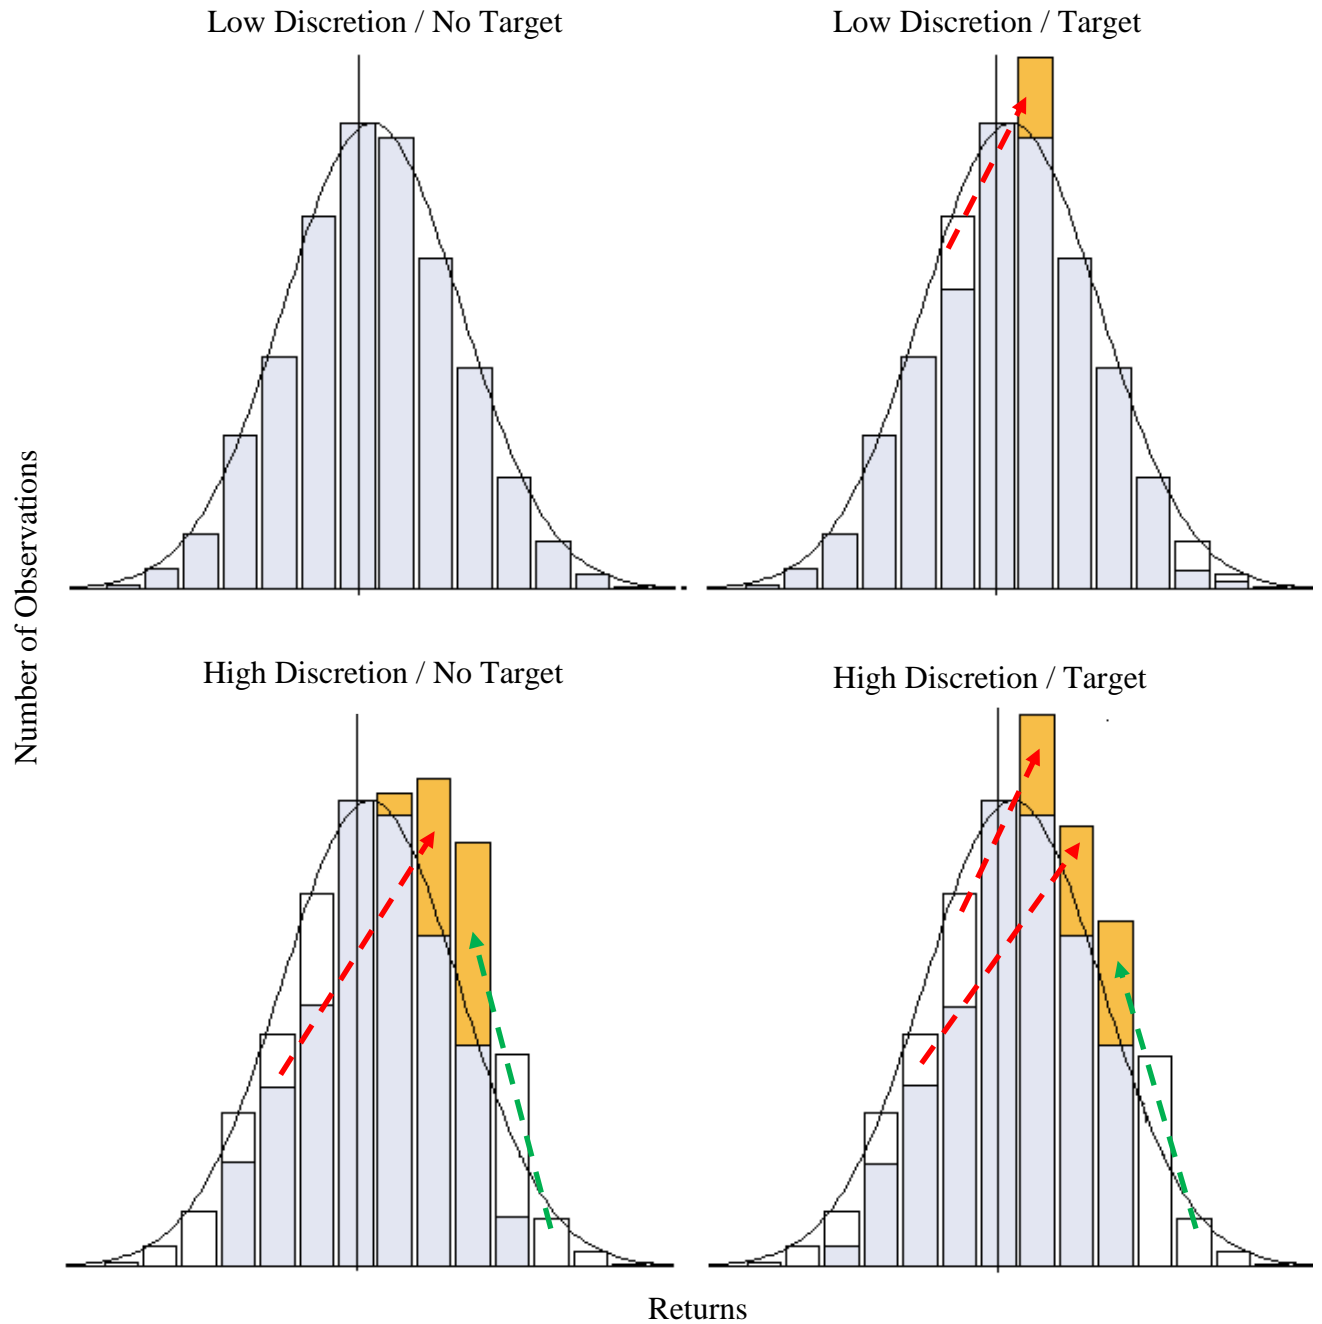 Low Discretion / No Target
Low Discretion / Target
Number of Observations
High Discretion / No Target
High Discretion / Target
Returns